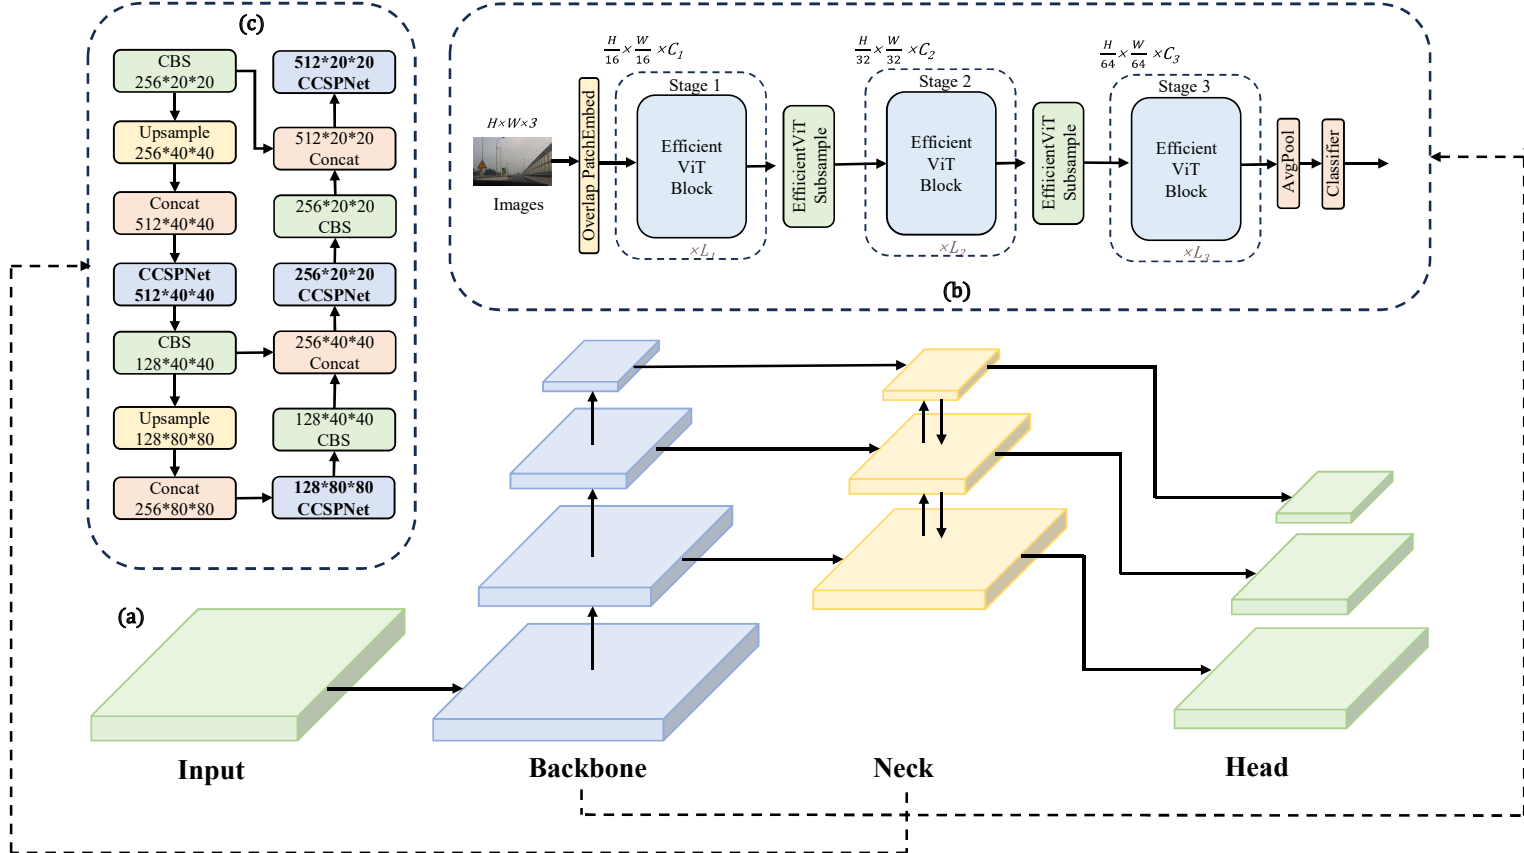 (c)
CBS
256*20*20
Upsample
256*40*40
Concat
512*40*40
CCSPNet
512*40*40
CBS
128*40*40
Upsample
128*80*80
Concat
256*80*80
512*20*20
CCSPNet
512*20*20
Concat
256*20*20
CBS
256*20*20
CCSPNet
256*40*40
Concat
128*40*40
CBS
128*80*80
CCSPNet
H×W×3
Images
Overlap PatchEmbed
H/16 × W/16 ×C₁
Stage 1
Efficient
ViT
Block
×L₁
EffiicientViT
Subsample
H/32 × W/32 ×C₂
Stage 2
Efficient
ViT
Block
×L₂
EffiicientViT
Subsample
H/64 × W/64 ×C₃
Stage 3
Efficient
ViT
Block
×L₃
AvgPool
Classifier
(b)
(a)
Input
Backbone
Neck
Head